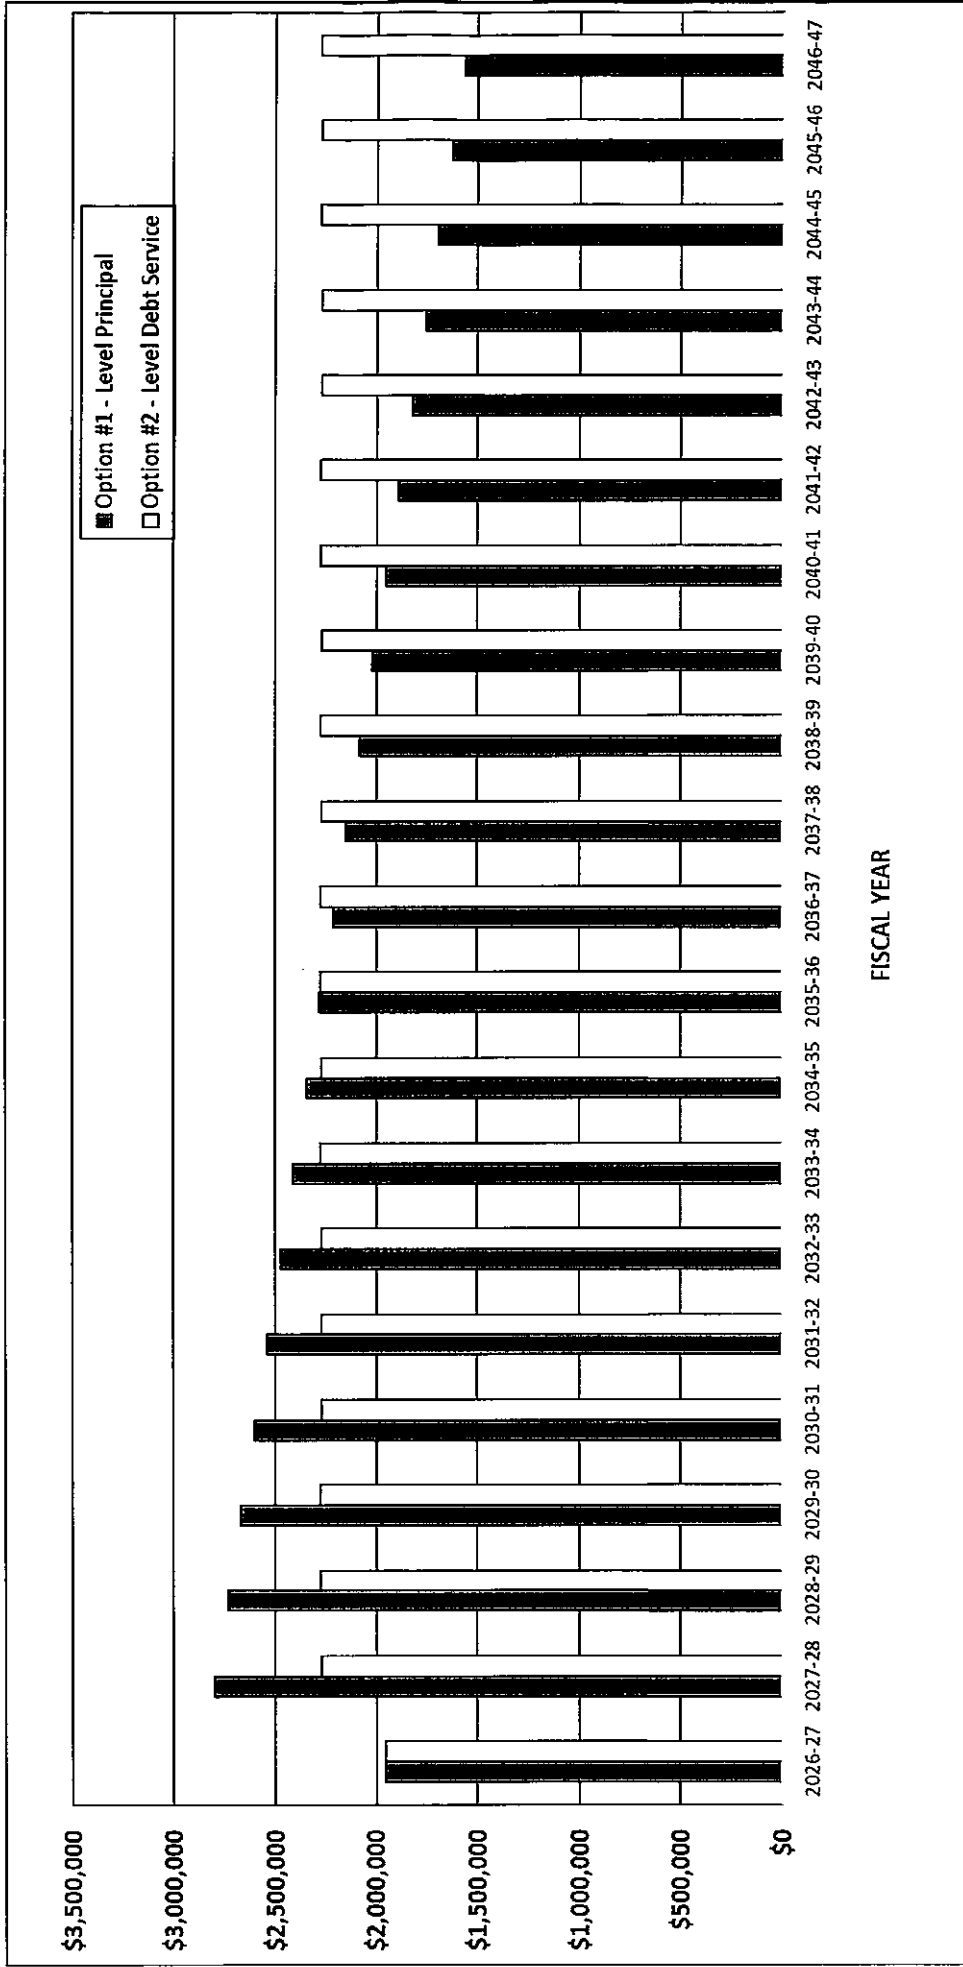 $3,500,000
$3,000,000
$2,500,000
$2,000,000
$1,500,000
$1,000,000
$500,000
$0
Option #1 - Level Principal
Option #2 - Level Debt Service
2026-27 2027-28 2028-29 2029-30 2030-31 2031-32 2032-33 2033-34 2034-35 2035-36 2036-37 2037-38 2038-39 2039-40 2040-41 2041-42 2042-43 2043-44 2044-45 2045-46 2046-47
FISCAL YEAR